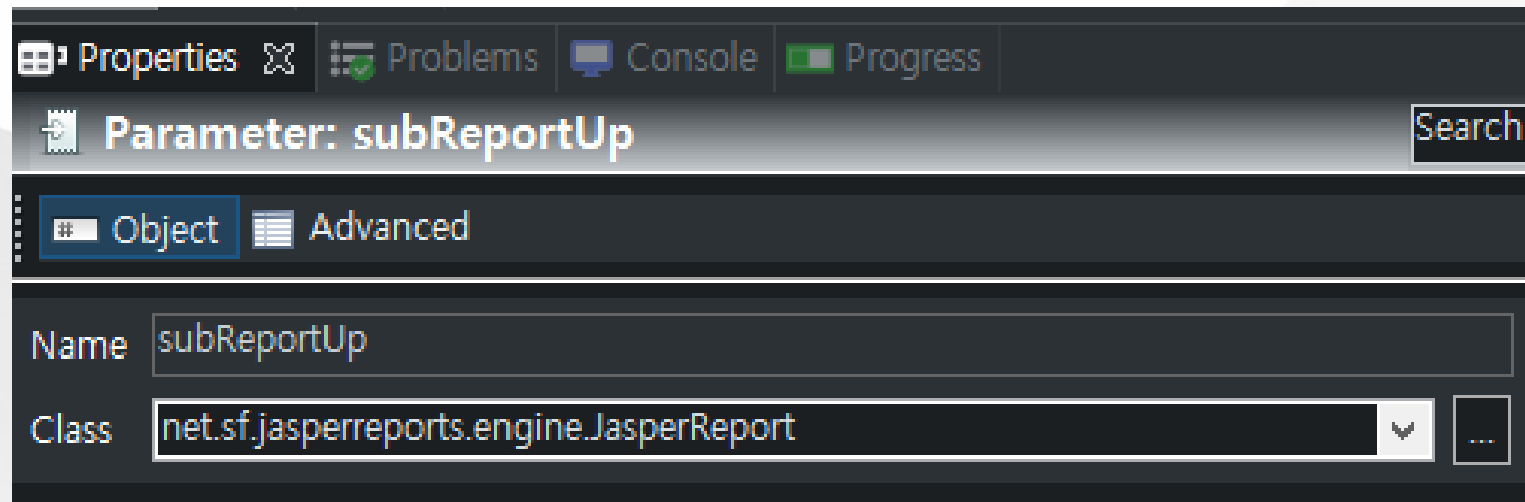 Properties Problems Console Progress
Parameter: subReportUp Search
Object Advanced
Name subReportUp
Class net.sf.jasperreports.engine.JasperReport ...